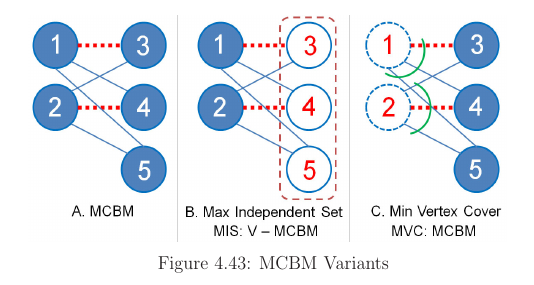 1 3
2 4
5
A. MCBM
1 3
2 4
5
B. Max Independent Set
MIS: V – MCBM
1 3
2 4
5
C. Min Vertex Cover
MVC: MCBM
Figure 4.43: MCBM Variants